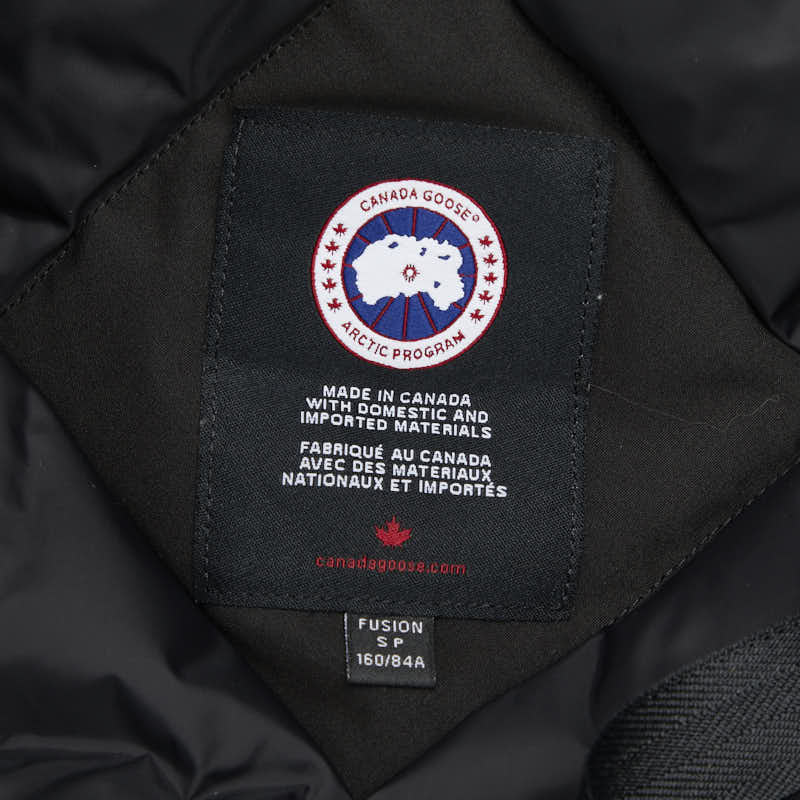 CANADA GOOSE®
ARCTIC PROGRAM
MADE IN CANADA
WITH DOMESTIC AND
IMPORTED MATERIALS
FABRIQUÉ AU CANADA
AVEC DES MATERIAUX
NATIONAUX ET IMPORTÉS
canadagoose.com
FUSION
S P
160/84A